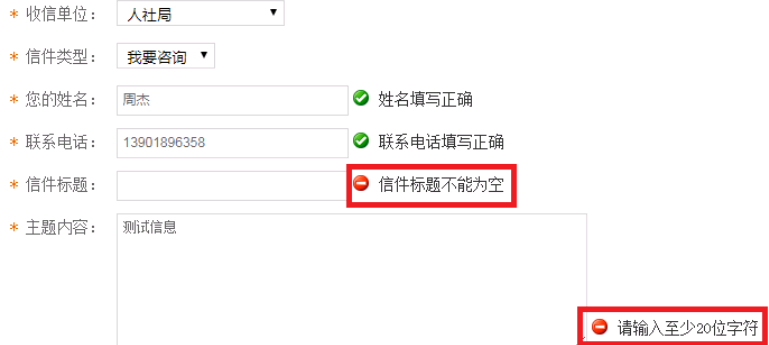 * 收信单位： 人社局
* 信件类型： 我要咨询
* 您的姓名： 周杰 姓名填写正确
* 联系电话： 13901896358 联系电话填写正确
* 信件标题： 信件标题不能为空
* 主题内容： 测试信息
请输入至少20位字符